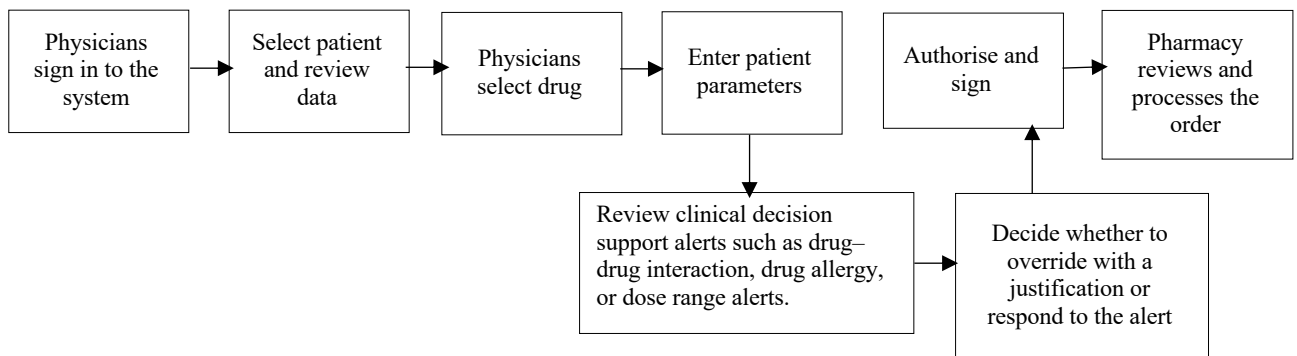 Physicians
sign in to the
system
Select patient
and review
data
Physicians
select drug
Enter patient
parameters
Review clinical decision
support alerts such as drug–
drug interaction, drug allergy,
or dose range alerts.
Decide whether to
override with a
justification or
respond to the alert
Authorise and
sign
Pharmacy
reviews and
processes the
order